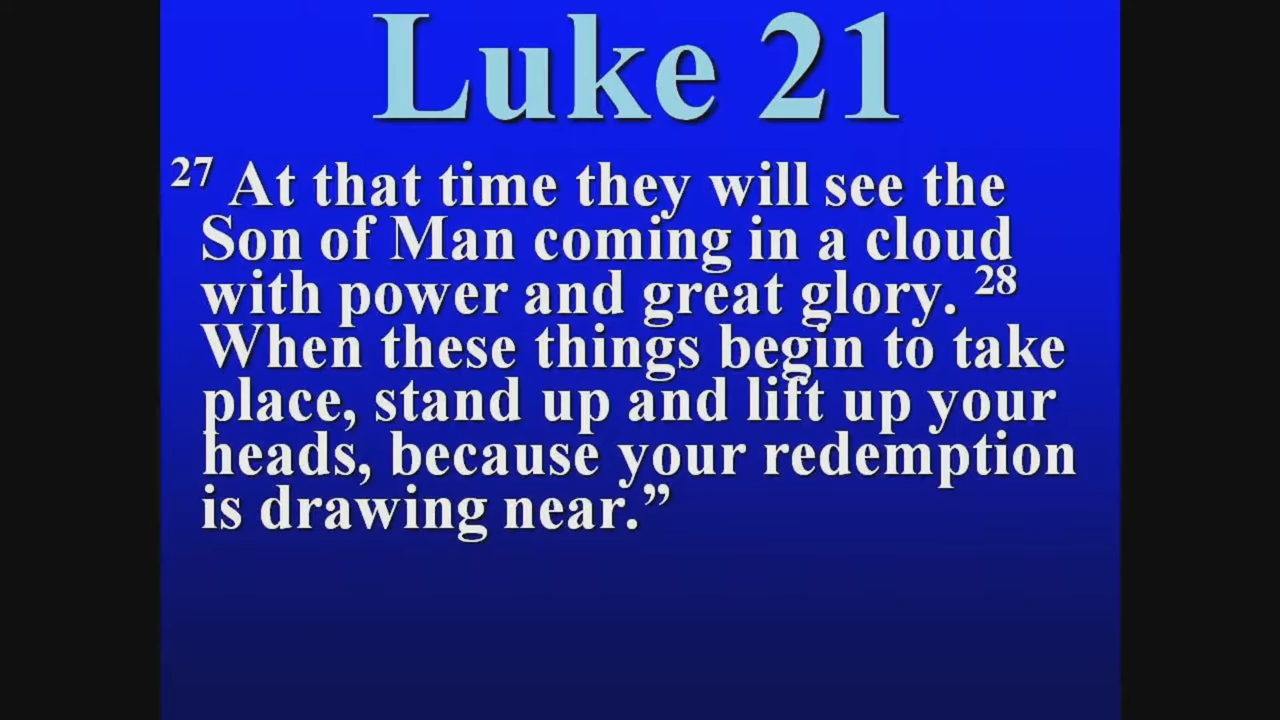 Luke 21
27 At that time they will see the
Son of Man coming in a cloud
with power and great glory. 28
When these things begin to take
place, stand up and lift up your
heads, because your redemption
is drawing near.”